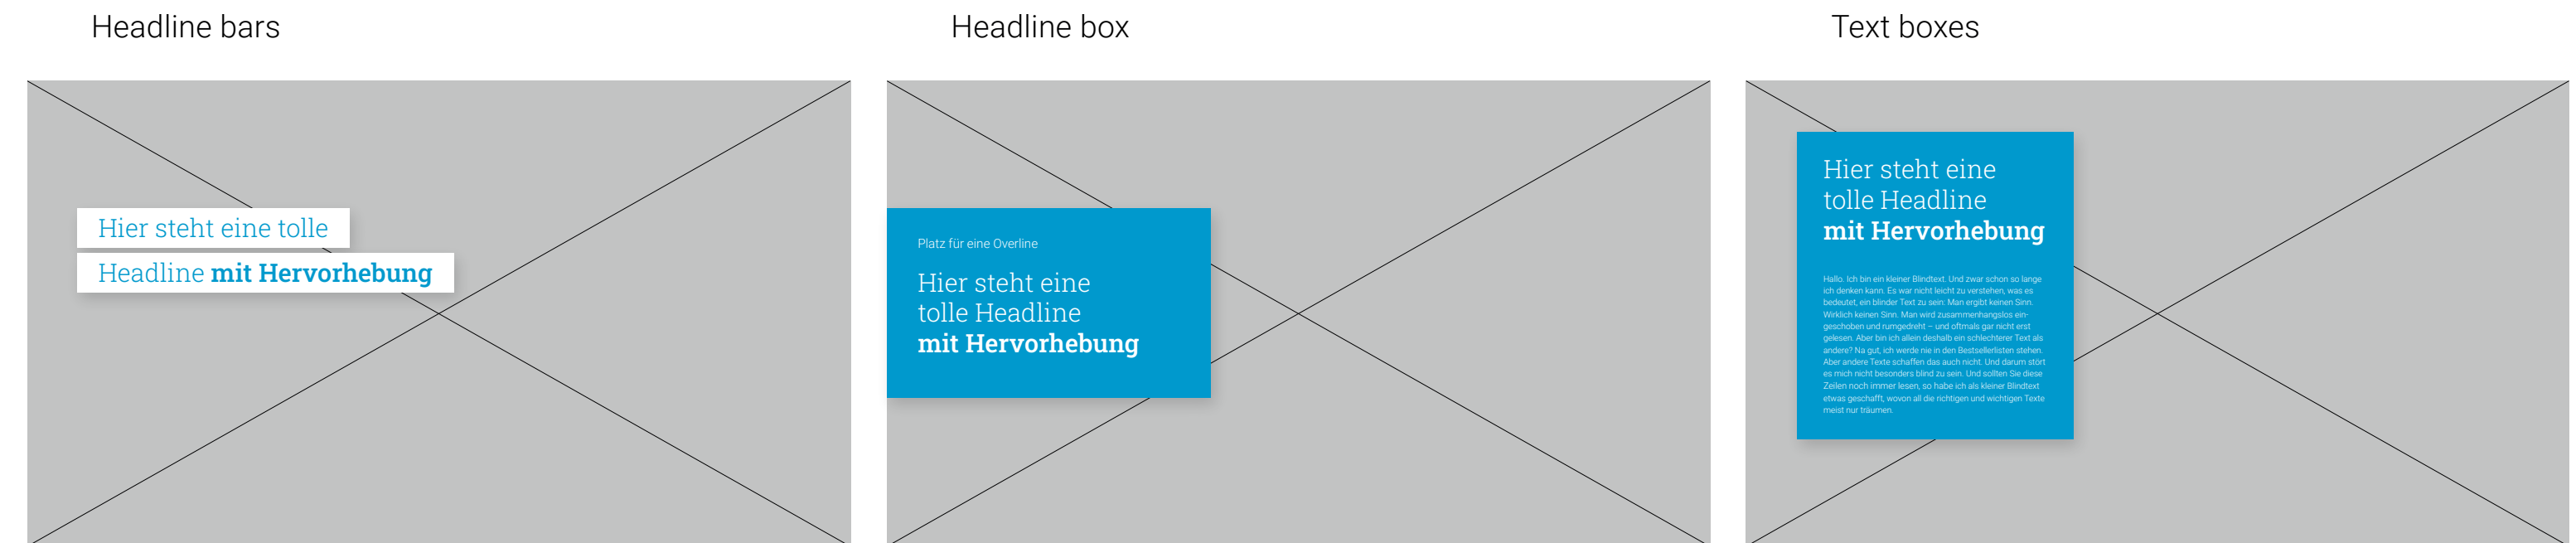 Headline bars
Hier steht eine tolle
Headline mit Hervorhebung
Headline box
Platz für eine Overline
Hier steht eine
tolle Headline
mit Hervorhebung
Text boxes
Hier steht eine
tolle Headline
mit Hervorhebung
Hallo. Ich bin ein kleiner Blindtext. Und zwar schon so lange
ich denken kann. Es war nicht leicht zu verstehen, was es
bedeutet, ein blinder Text zu sein: Man ergibt keinen Sinn.
Wirklich keinen Sinn. Man wird zusammenhangslos ein-
geschoben und rumgedreht – und oftmals gar nicht erst
gelesen. Aber bin ich allein deshalb ein schlechterer Text als
andere? Na gut, ich werde nie in den Bestsellerlisten stehen.
Aber andere Texte schaffen das auch nicht. Und darum stört
es mich nicht besonders blind zu sein. Und sollten Sie diese
Zeilen noch immer lesen, so habe ich als kleiner Blindtext
etwas geschafft, wovon all die richtigen und wichtigen Texte
meist nur träumen.